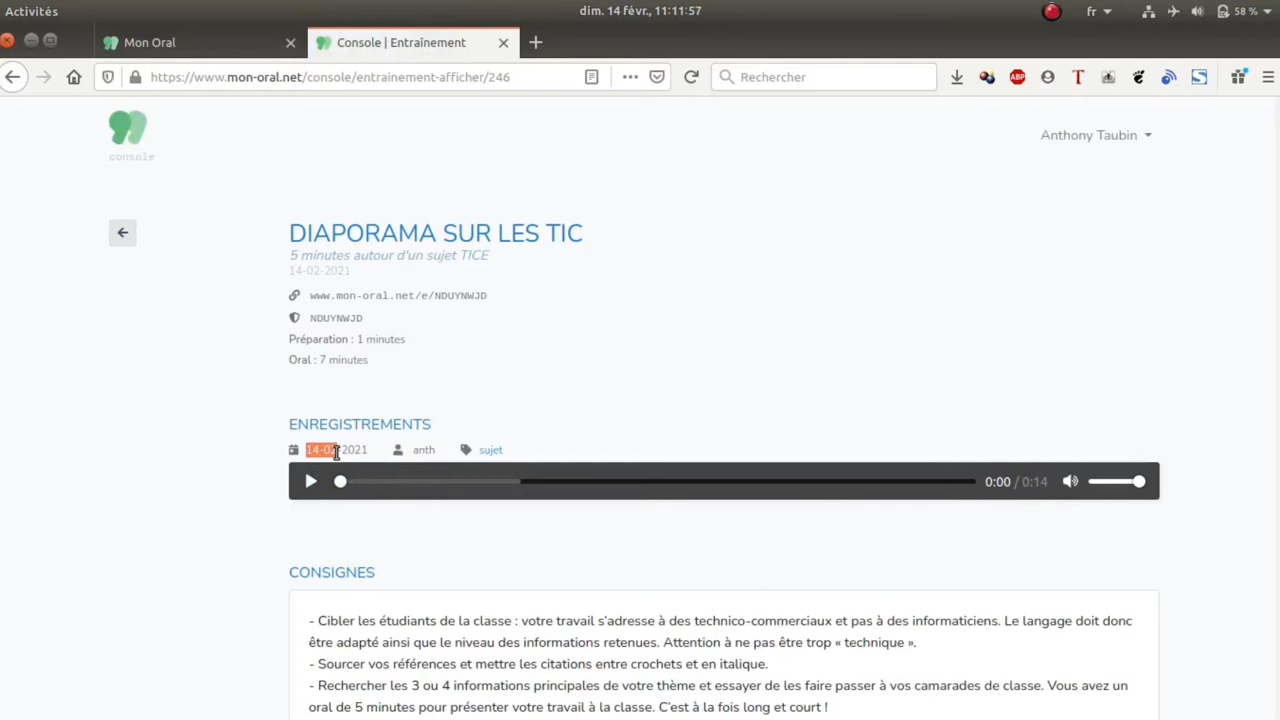 Activités
dim. 14 févr., 11:11:57
fr
58 %
Mon Oral
Console | Entraînement
https://www.mon-oral.net/console/entrainement-afficher/246
Rechercher
ABP
T
console
Anthony Taubin
DIAPORAMA SUR LES TIC
5 minutes autour d'un sujet TICE
14-02-2021
www.mon-oral.net/e/NDUYNWJD
NDUYNWJD
Préparation : 1 minutes
Oral : 7 minutes
ENREGISTREMENTS
14-02-2021 anth sujet
0:00 / 0:14
CONSIGNES
- Cibler les étudiants de la classe : votre travail s’adresse à des technico-commerciaux et pas à des informaticiens. Le langage doit donc
être adapté ainsi que le niveau des informations retenues. Attention à ne pas être trop « technique ».
- Sourcer vos références et mettre les citations entre crochets et en italique.
- Rechercher les 3 ou 4 informations principales de votre thème et essayer de les faire passer à vos camarades de classe. Vous avez un
oral de 5 minutes pour présenter votre travail à la classe. C’est à la fois long et court !